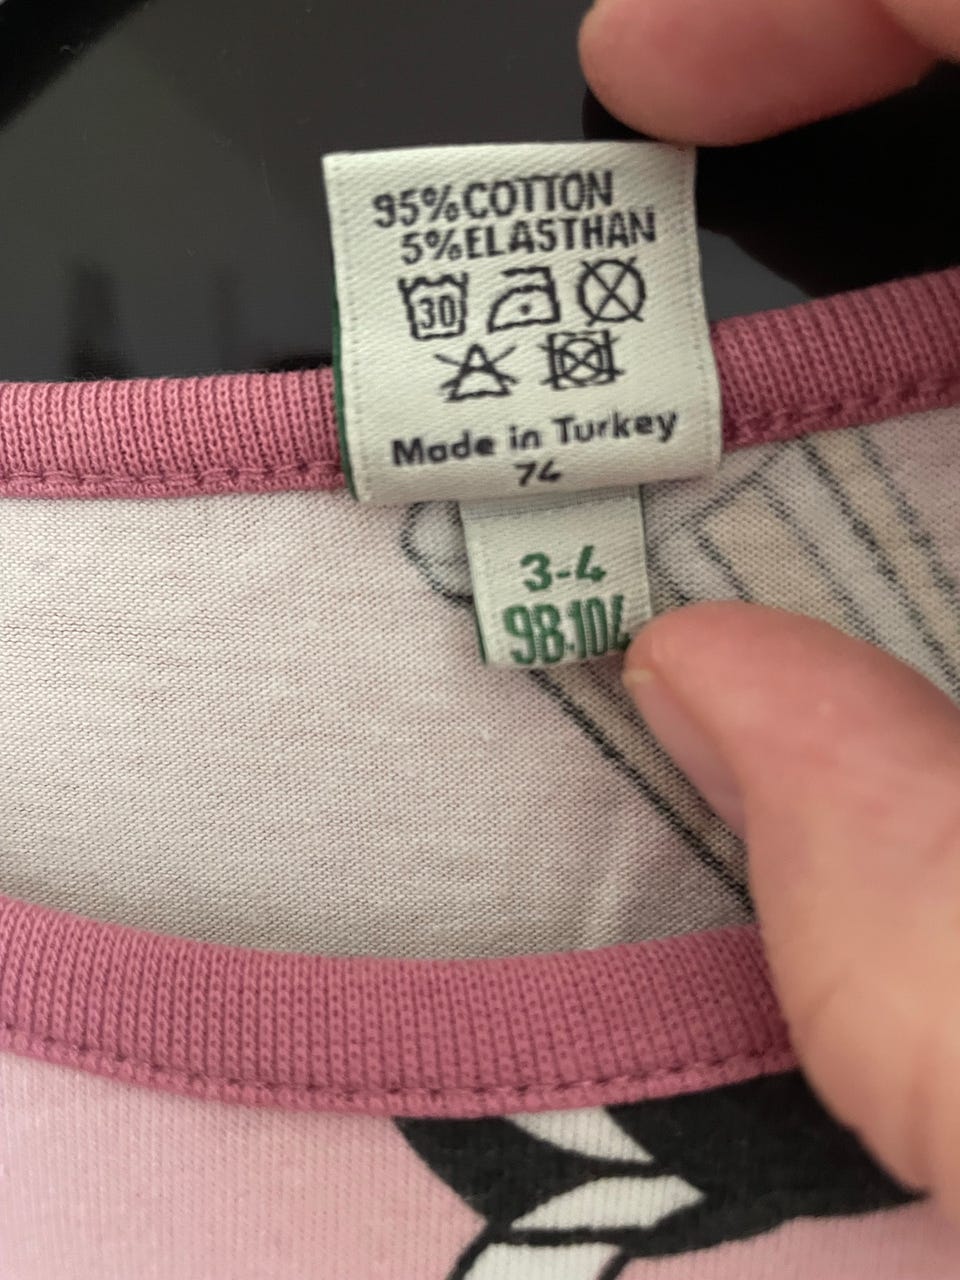 95%COTTON
5%ELASTHAN
30
Made in Turkey
74
3-4
98.104